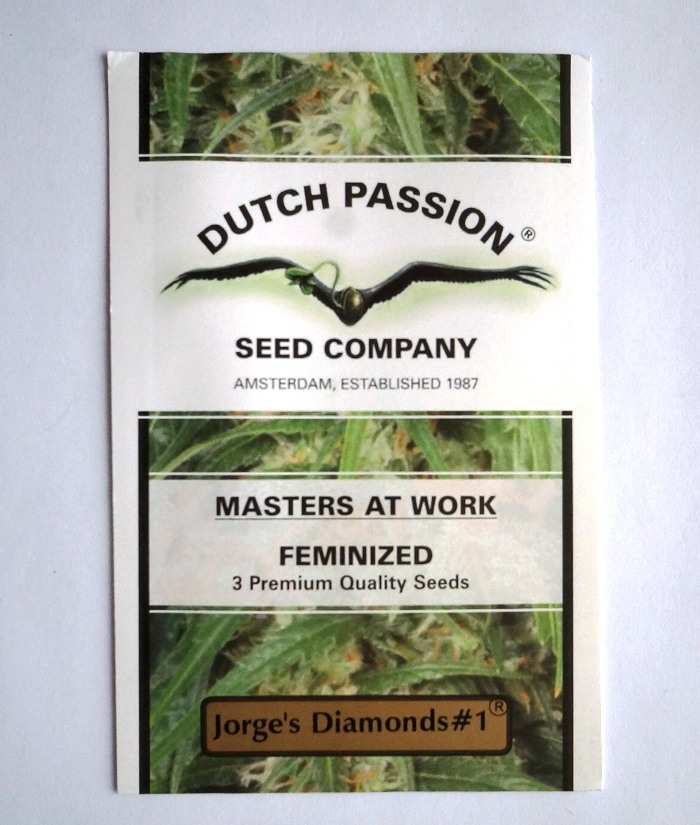 DUTCH PASSION®
SEED COMPANY
AMSTERDAM, ESTABLISHED 1987
MASTERS AT WORK
FEMINIZED
3 Premium Quality Seeds
Jorge's Diamonds#1®